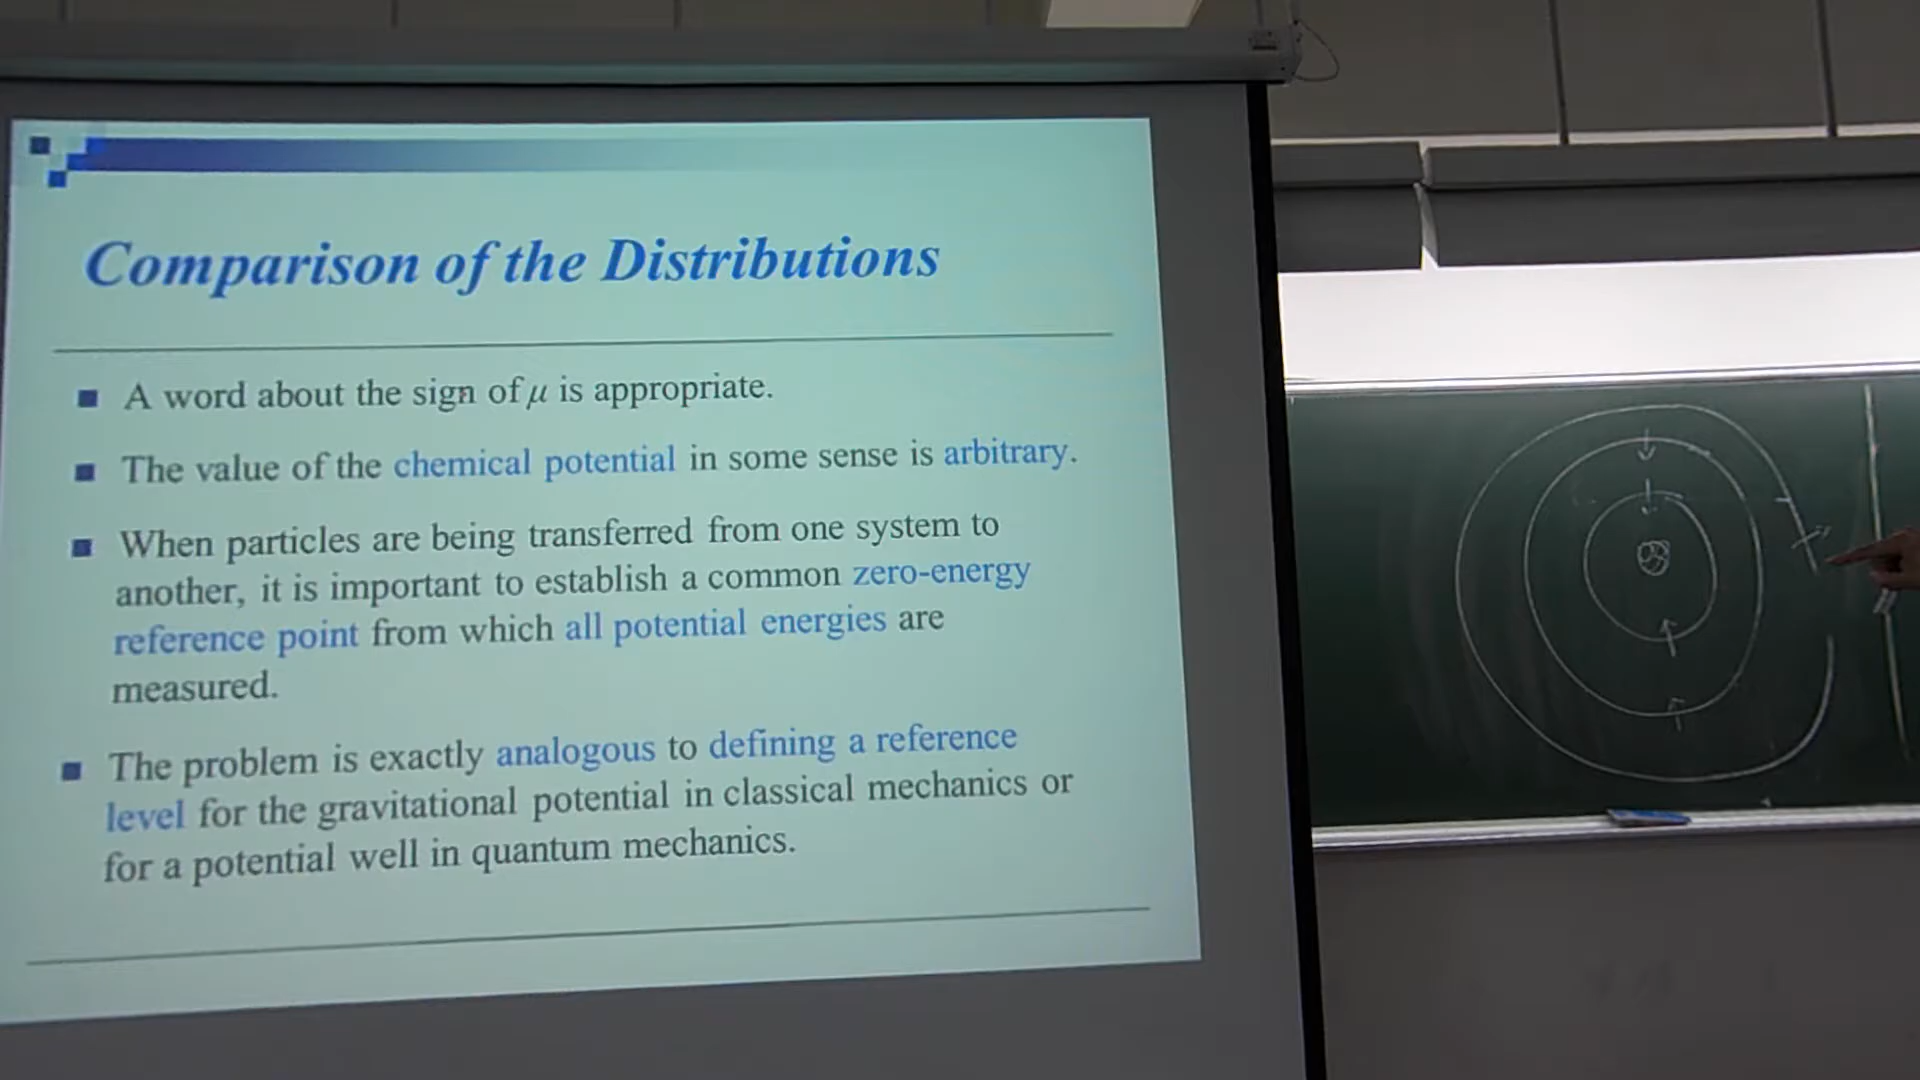 Comparison of the Distributions
A word about the sign of μ is appropriate.
The value of the chemical potential in some sense is arbitrary.
When particles are being transferred from one system to
another, it is important to establish a common zero-energy
reference point from which all potential energies are
measured.
The problem is exactly analogous to defining a reference
level for the gravitational potential in classical mechanics or
for a potential well in quantum mechanics.